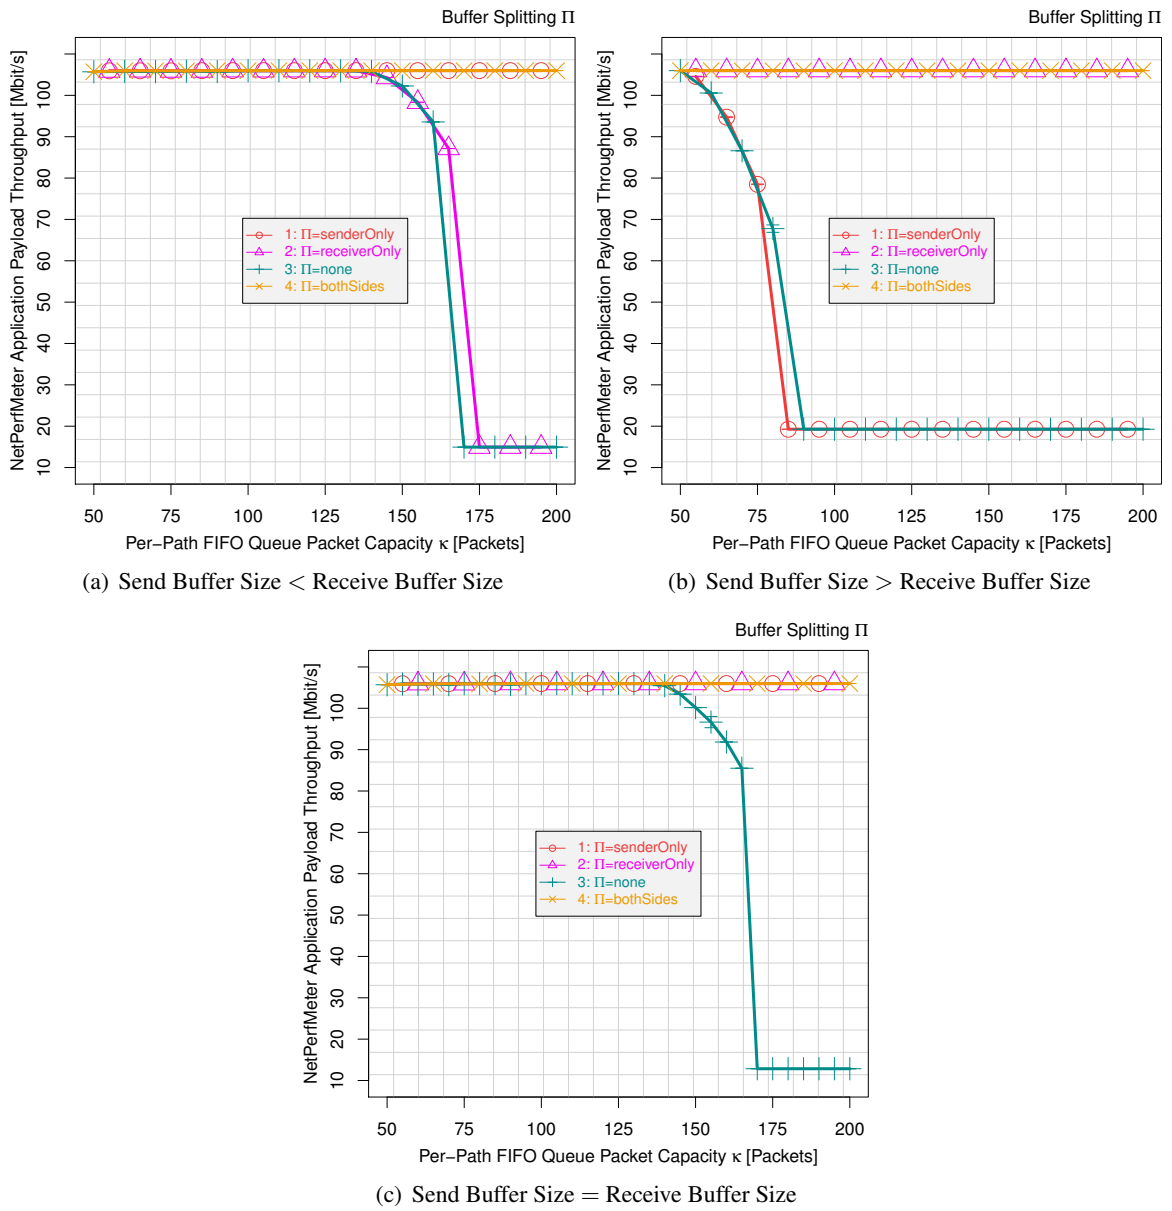 Buffer Splitting Π
NetPerfMeter Application Payload Throughput [Mbit/s]
100
90
80
70
60
50
40
30
20
10
1: Π=senderOnly
2: Π=receiverOnly
3: Π=none
4: Π=bothSides
50
75
100
125
150
175
200
Per−Path FIFO Queue Packet Capacity κ [Packets]
(a) Send Buffer Size < Receive Buffer Size
Buffer Splitting Π
NetPerfMeter Application Payload Throughput [Mbit/s]
100
90
80
70
60
50
40
30
20
10
1: Π=senderOnly
2: Π=receiverOnly
3: Π=none
4: Π=bothSides
50
75
100
125
150
175
200
Per−Path FIFO Queue Packet Capacity κ [Packets]
(b) Send Buffer Size > Receive Buffer Size
Buffer Splitting Π
NetPerfMeter Application Payload Throughput [Mbit/s]
100
90
80
70
60
50
40
30
20
10
1: Π=senderOnly
2: Π=receiverOnly
3: Π=none
4: Π=bothSides
50
75
100
125
150
175
200
Per−Path FIFO Queue Packet Capacity κ [Packets]
(c) Send Buffer Size = Receive Buffer Size